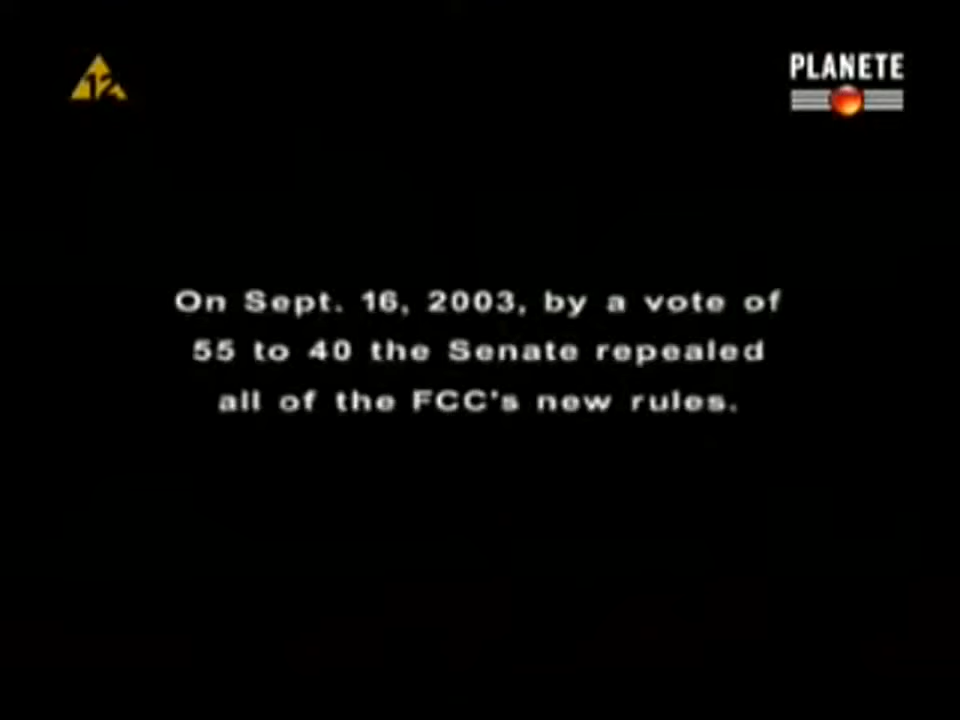 12
PLANETE
On Sept. 16, 2003, by a vote of
55 to 40 the Senate repealed
all of the FCC's new rules.